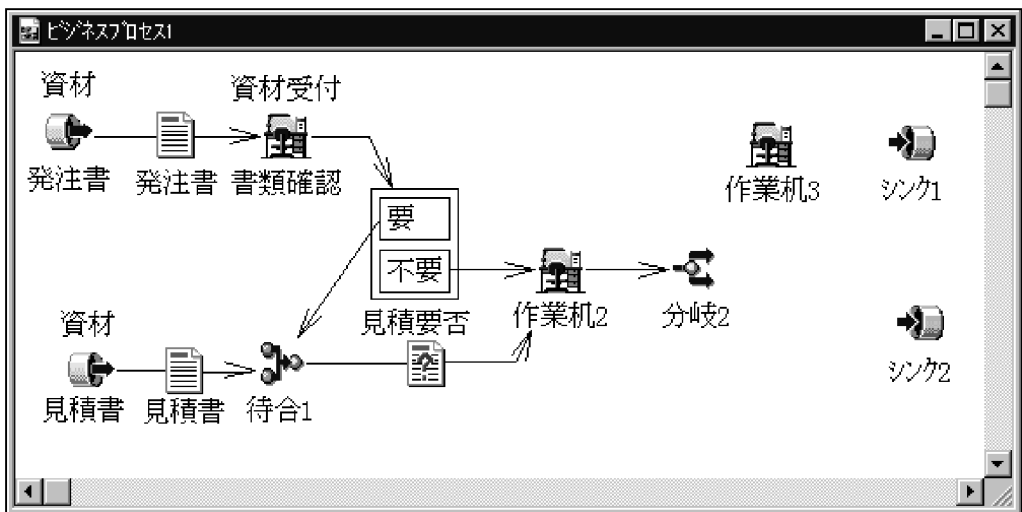 ﾋﾞｼﾞﾈｽﾌﾟﾛｾｽ1
資材
発注書
発注書
資材受付
書類確認
要
不要
見積要否
作業机3
ｼﾝｸ1
作業机2
分岐2
ｼﾝｸ2
資材
見積書
見積書
待合1